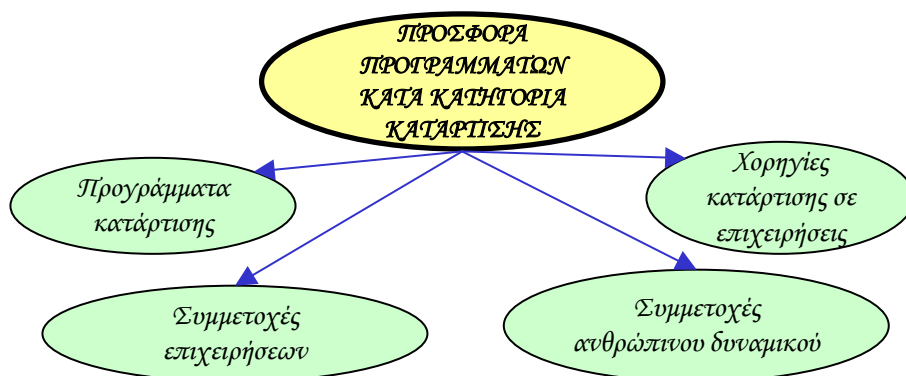 ΠΡΟΣΦΟΡΑ
ΠΡΟΓΡΑΜΜΑΤΩΝ
ΚΑΤΑ ΚΑΤΗΓΟΡΙΑ
ΚΑΤΑΡΤΙΣΗΣ
Προγράμματα
κατάρτισης
Χορηγίες
κατάρτισης σε
επιχειρήσεις
Συμμετοχές
επιχειρήσεων
Συμμετοχές
ανθρώπινου δυναμικού